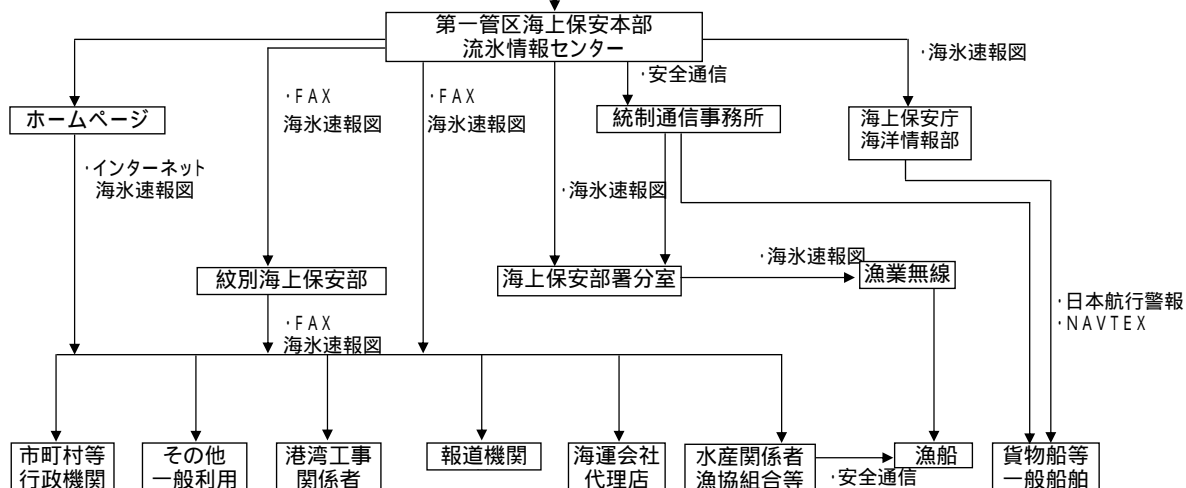 第一管区海上保安本部
流氷情報センター
・海氷速報図
・安全通信
・FAX
海氷速報図
・FAX
海氷速報図
ホームページ
統制通信事務所
海上保安庁
海洋情報部
・インターネット
海氷速報図
・海氷速報図
・海氷速報図
紋別海上保安部
海上保安部署分室
漁業無線
・日本航行警報
・NAVTEX
・FAX
海氷速報図
市町村等
行政機関
その他
一般利用
港湾工事
関係者
報道機関
海運会社
代理店
水産関係者
漁協組合等
・安全通信
漁船
貨物船等
一般船舶